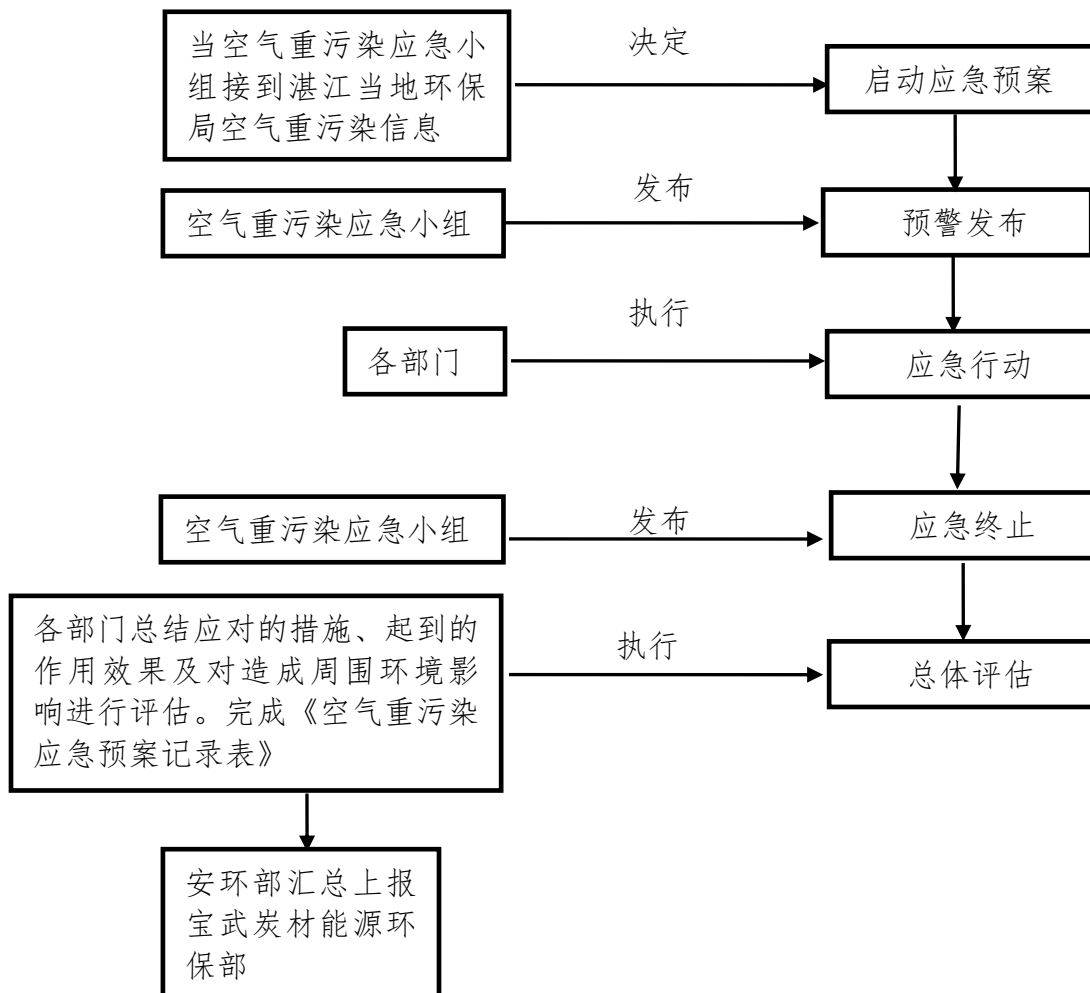 当空气重污染应急小
组接到湛江当地环保
局空气重污染信息
决定
启动应急预案
空气重污染应急小组
发布
预警发布
各部门
执行
应急行动
空气重污染应急小组
发布
应急终止
各部门总结应对的措施、起到的
作用效果及对造成周围环境影
响进行评估。完成《空气重污染
应急预案记录表》
执行
总体评估
安环部汇总上报
宝武炭材能源环
保部